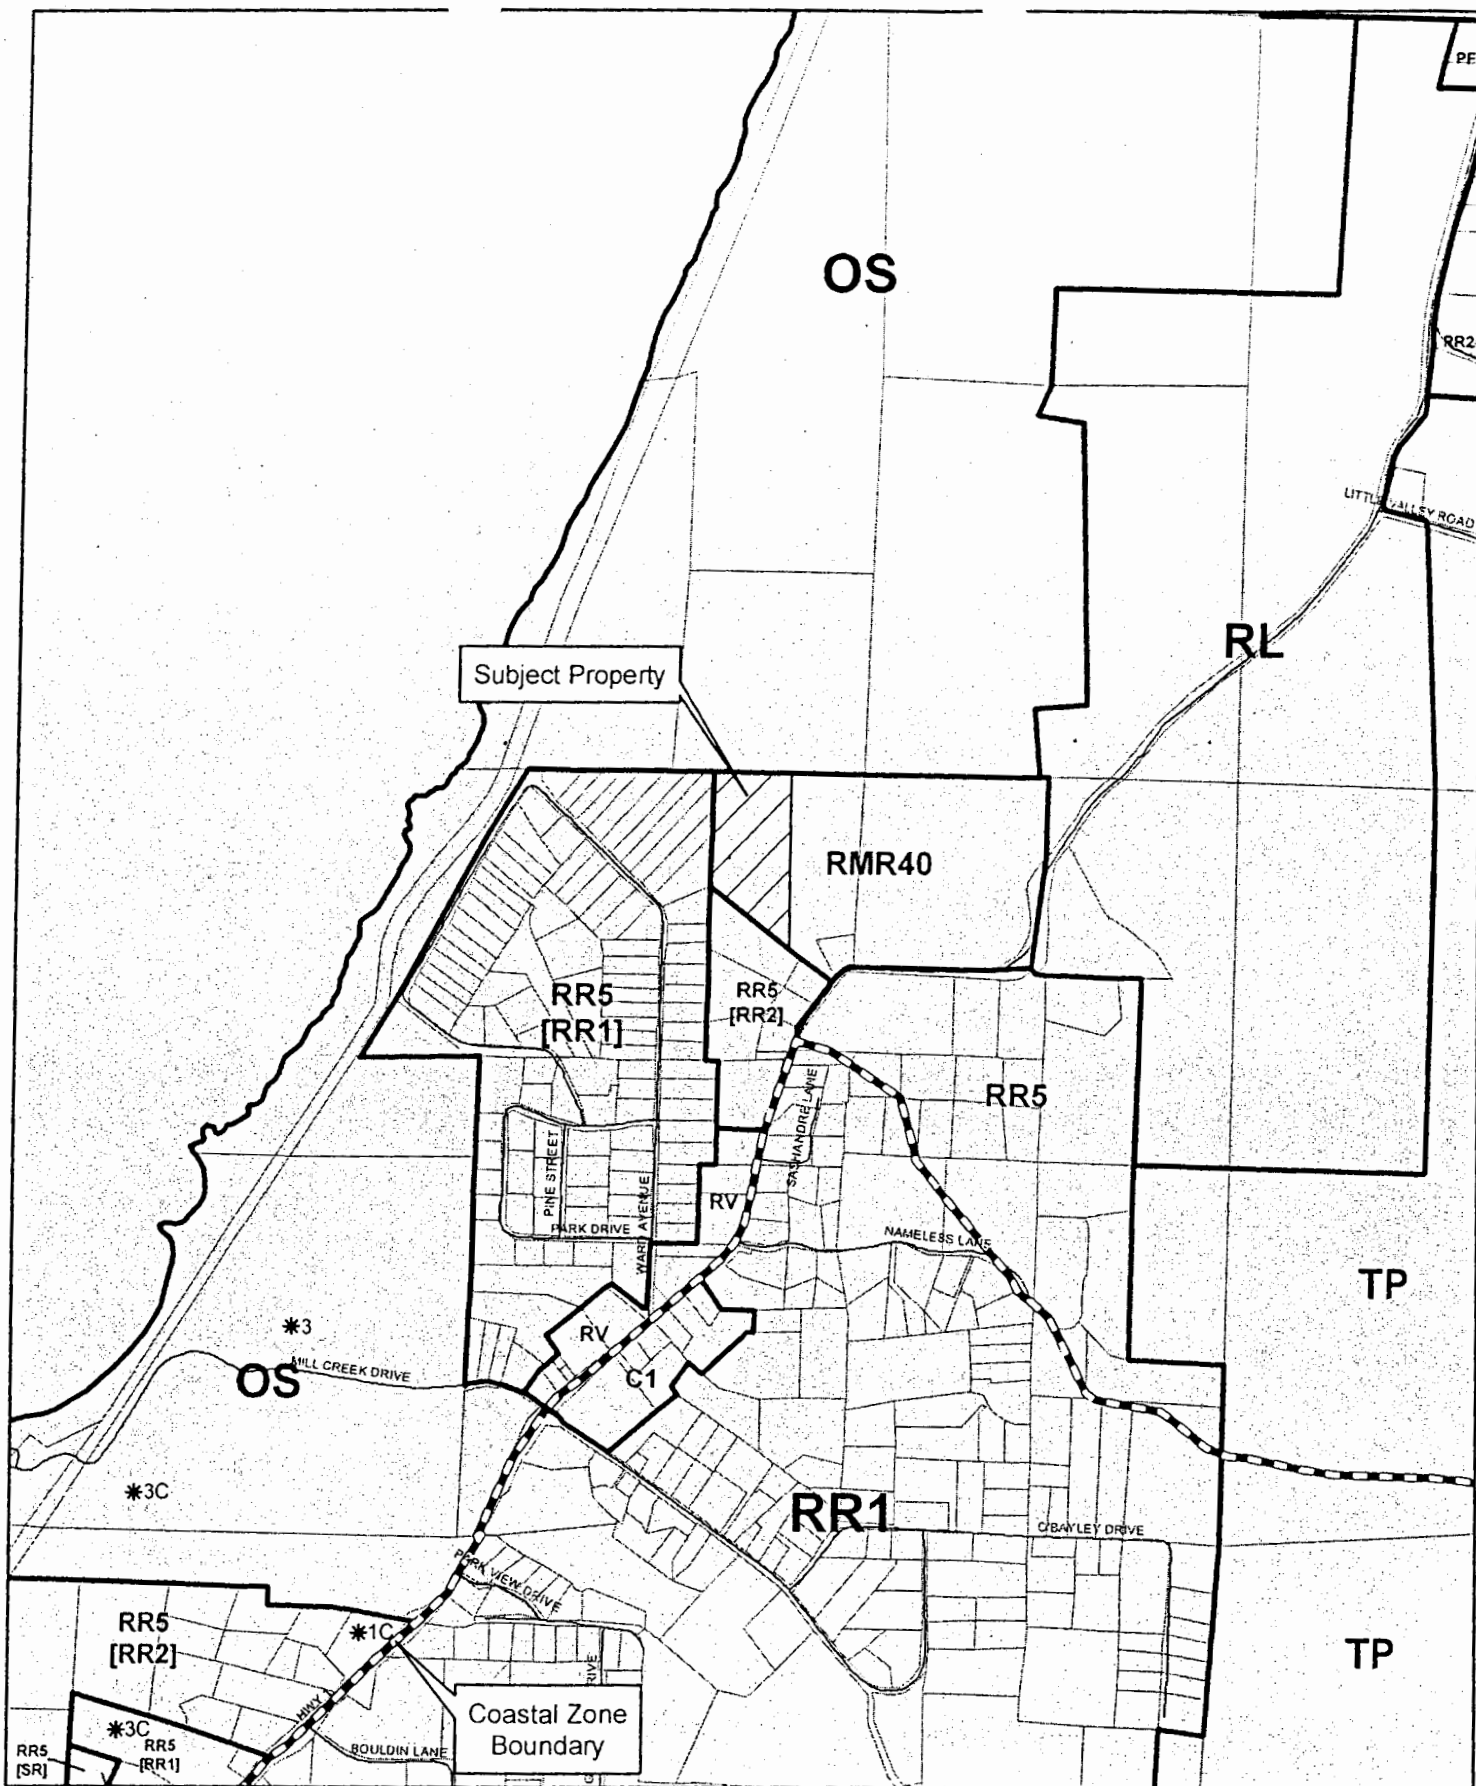 PF
OS
RR2
LITTLE VALLEY ROAD
RL
Subject Property
RMR40
RR5
[RR1]
RR5
[RR2]
RR5
SASHANDRE LANE
PINE STREET
WARD AVENUE
PARK DRIVE
RV
NAMELESS LANE
TP
*3
RV
MILL CREEK DRIVE
OS
C1
*3C
RR1
O'BAYLEY DRIVE
PARK VIEW DRIVE
RR5
[RR2]
*1C
TP
HWY 1
Coastal Zone
Boundary
*3C
RR5
[RR1]
RR5
[SR]
BOULDIN LANE